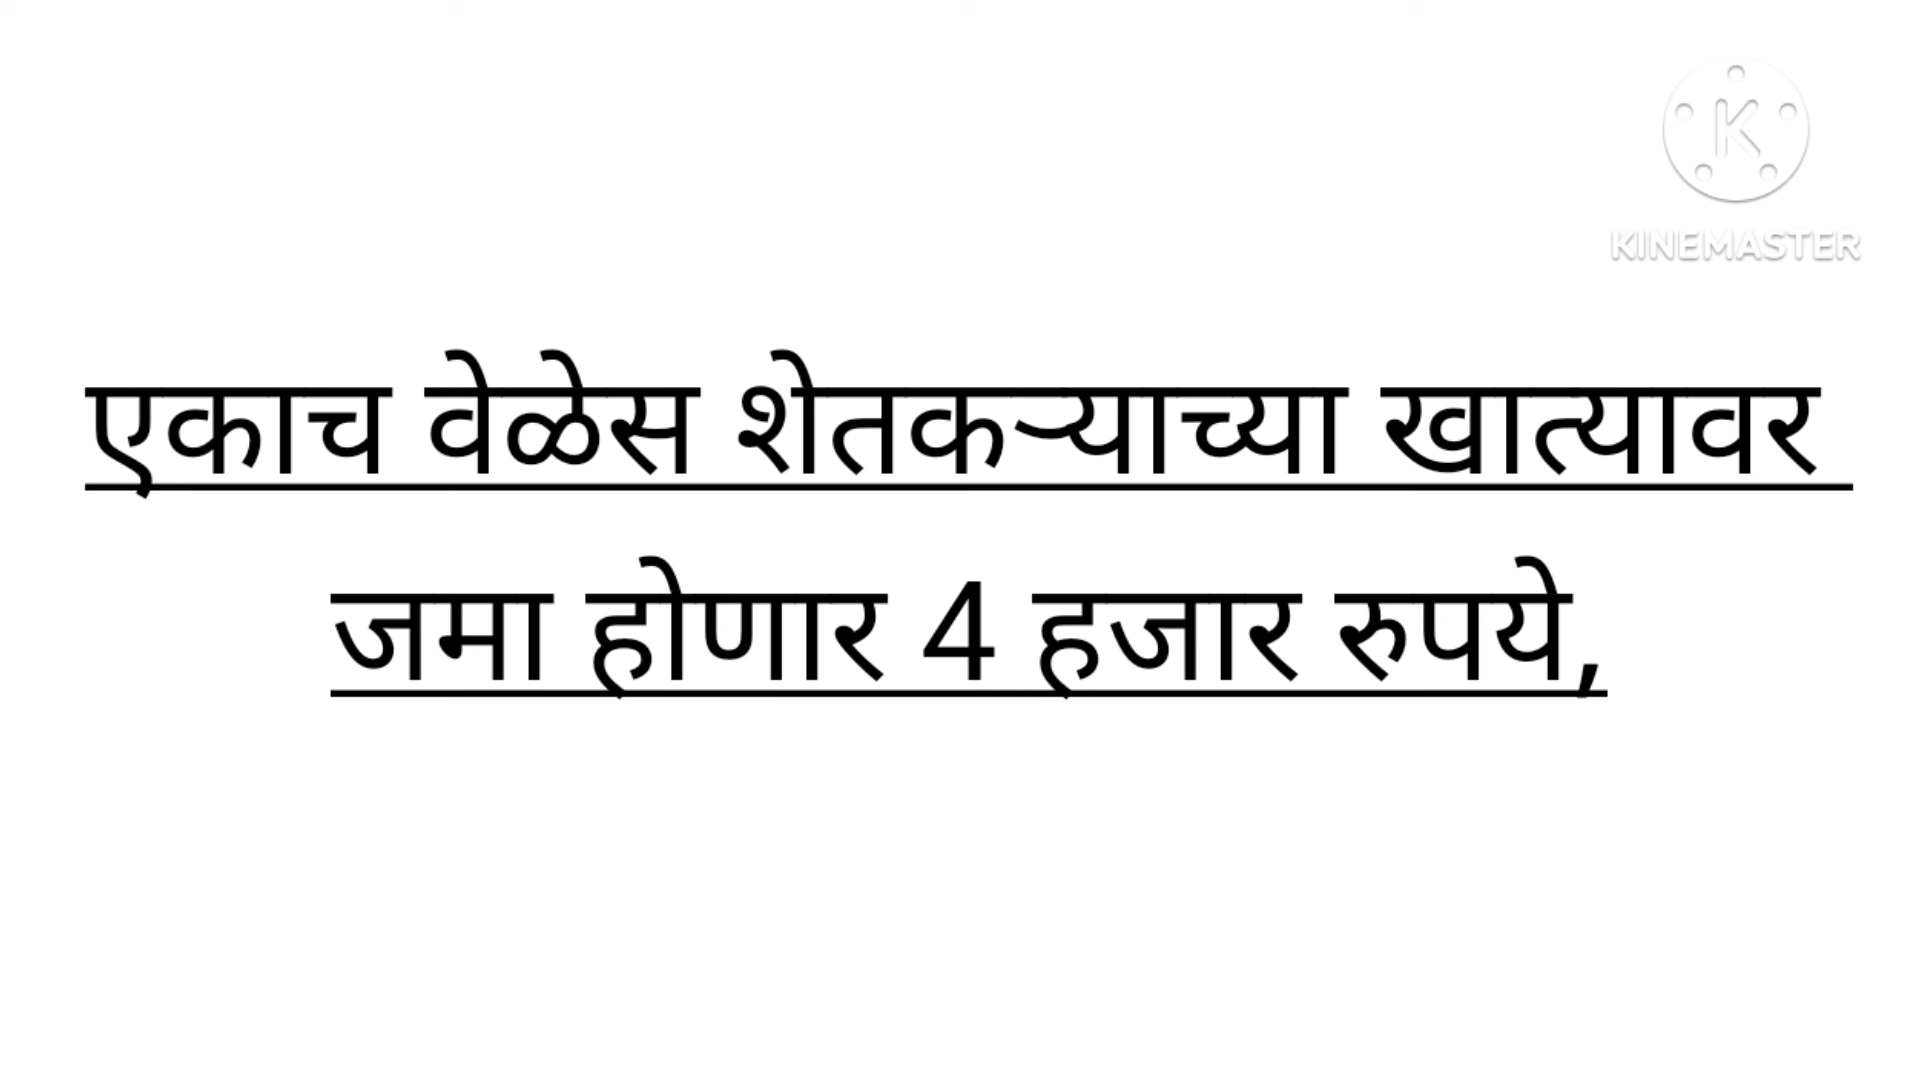 KINEMASTER
एकाच वेळेस शेतकऱ्याच्या खात्यावर
जमा होणार 4 हजार रुपये,